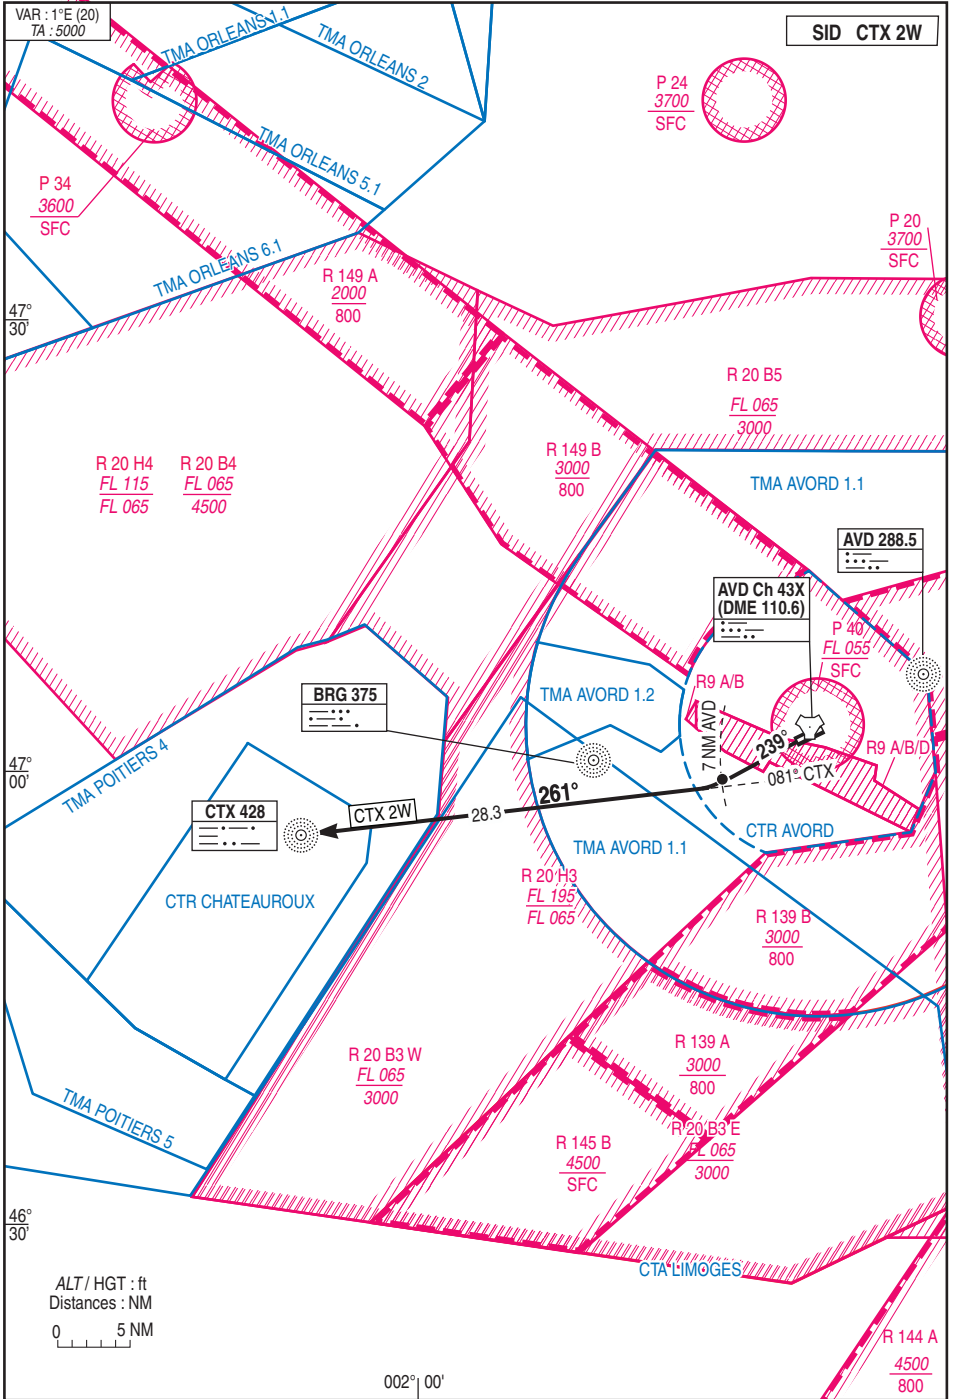 VAR : 1°E (20)
TA : 5000
SID CTX 2W
TMA ORLEANS 1.1
TMA ORLEANS 2
P 24
3700
SFC
TMA ORLEANS 5.1
P 34
3600
SFC
P 20
3700
SFC
TMA ORLEANS 6.1
R 149 A
2000
800
47°
30'
R 20 B5
FL 065
3000
R 20 H4
FL 115
FL 065
R 20 B4
FL 065
4500
R 149 B
3000
800
TMA AVORD 1.1
AVD 288.5
AVD Ch 43X
(DME 110.6)
P 40
FL 055
SFC
BRG 375
TMA AVORD 1.2
R9 A/B
7 NM AVD
239°
R9 A/B/D
TMA POITIERS 4
47°
00'
081° CTX
261°
CTX 428
CTX 2W
28.3
CTR AVORD
TMA AVORD 1.1
CTR CHATEAUROUX
R 20 H3
FL 195
FL 065
R 139 B
3000
800
R 139 A
3000
800
R 20 B3 W
FL 065
3000
TMA POITIERS 5
R 145 B
4500
SFC
R 20 B3 E
FL 065
3000
46°
30'
CTA LIMOGES
ALT / HGT : ft
Distances : NM
0 5 NM
R 144 A
4500
800
002° 00'